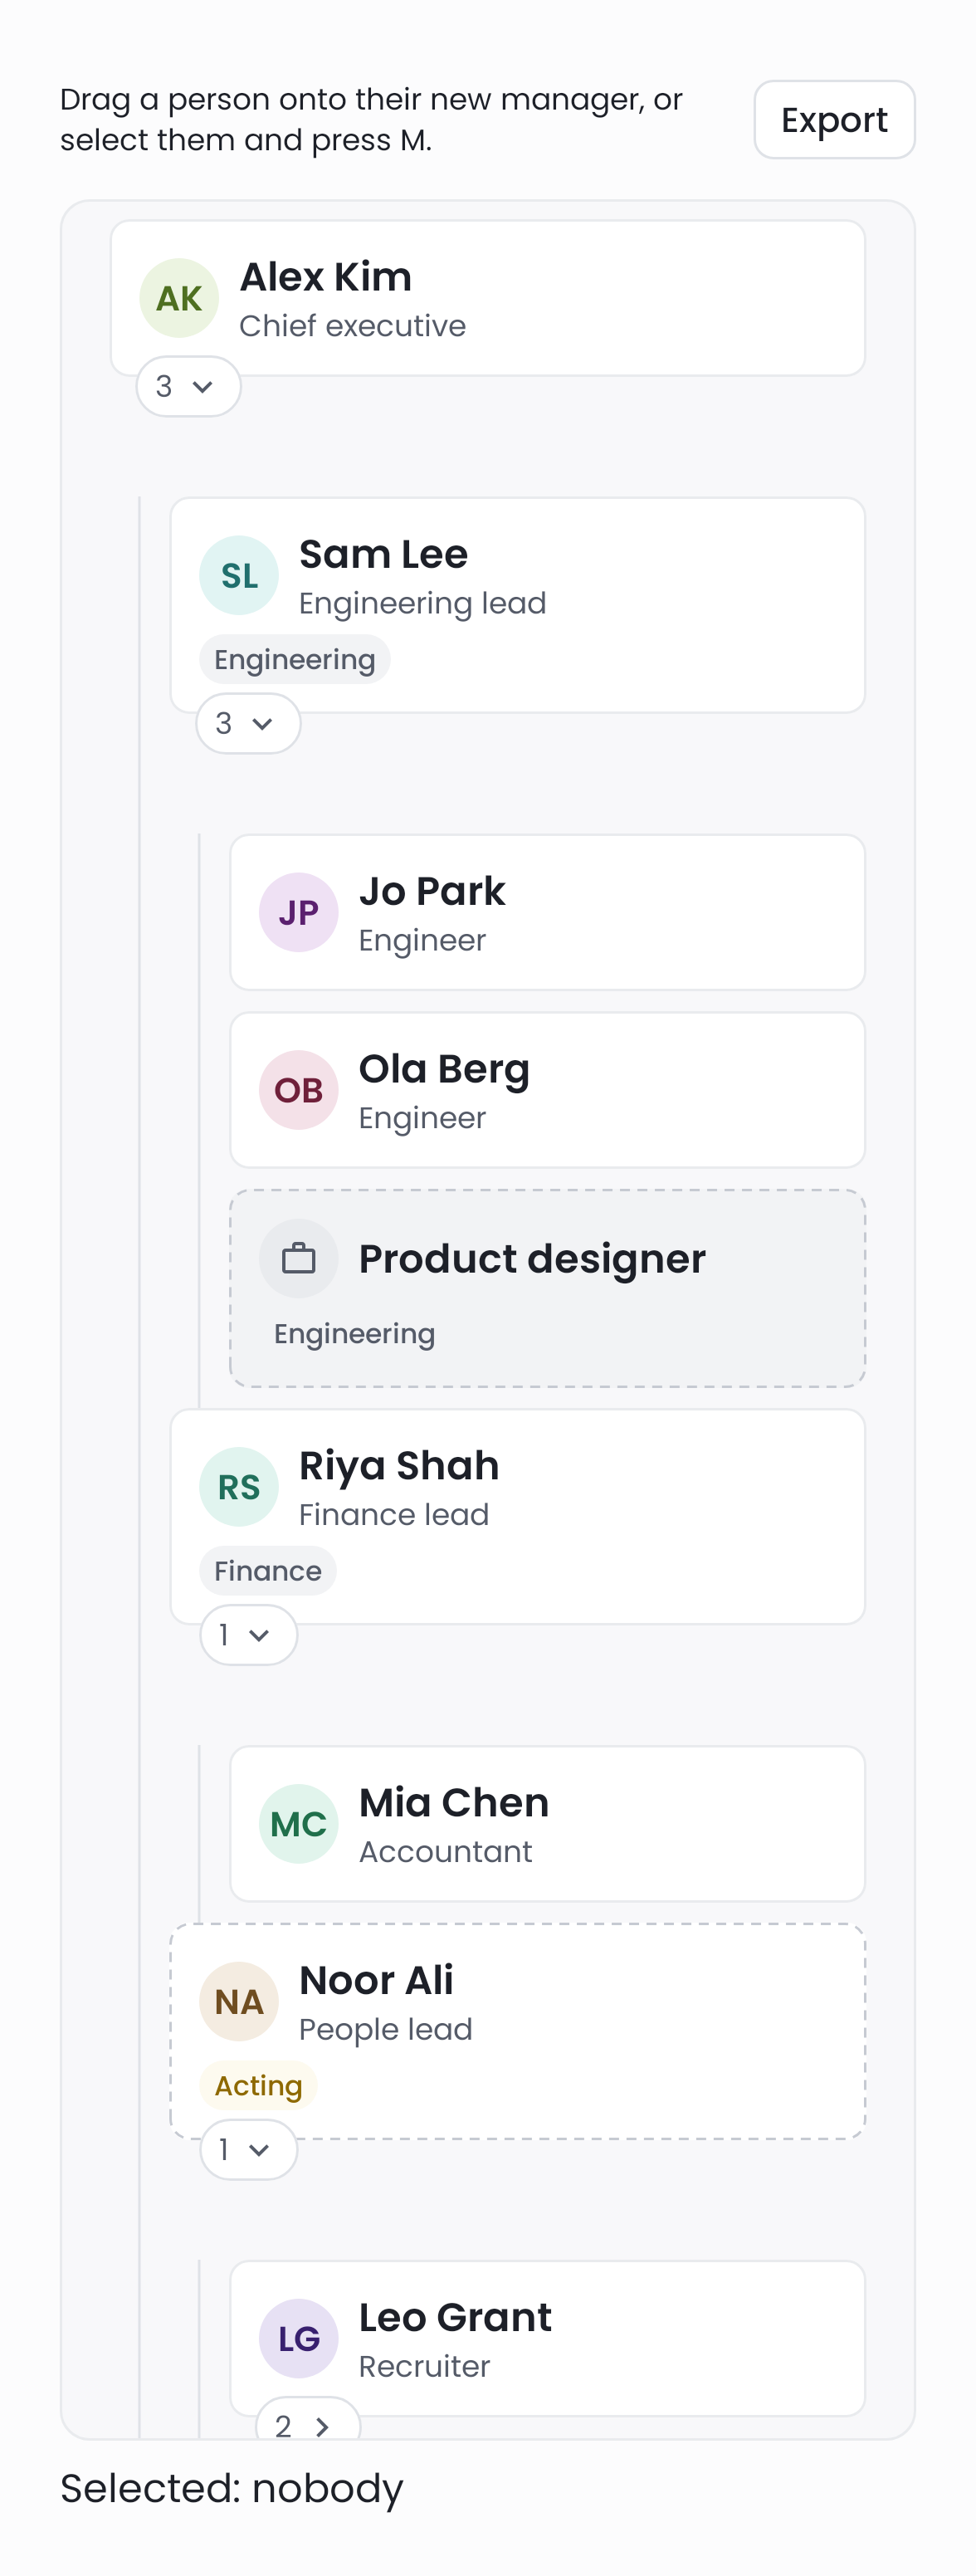 Drag a person onto their new manager, or
select them and press M.
Export
AK
Alex Kim
Chief executive
3
SL
Sam Lee
Engineering lead
Engineering
3
JP
Jo Park
Engineer
OB
Ola Berg
Engineer
Product designer
Engineering
RS
Riya Shah
Finance lead
Finance
1
MC
Mia Chen
Accountant
NA
Noor Ali
People lead
Acting
1
LG
Leo Grant
Recruiter
2
Selected: nobody